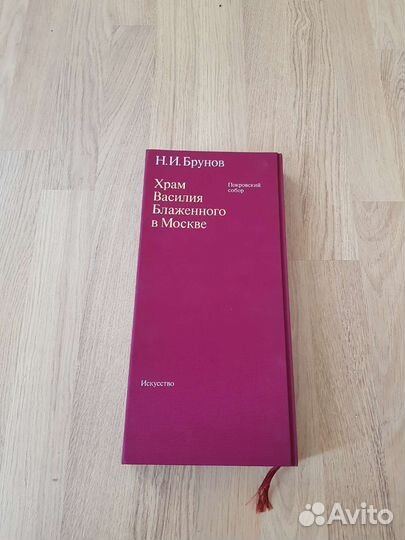 Н.И.Брунов
Храм
Василия
Блаженного
в Москве
Покровский
собор
Искусство
Avito